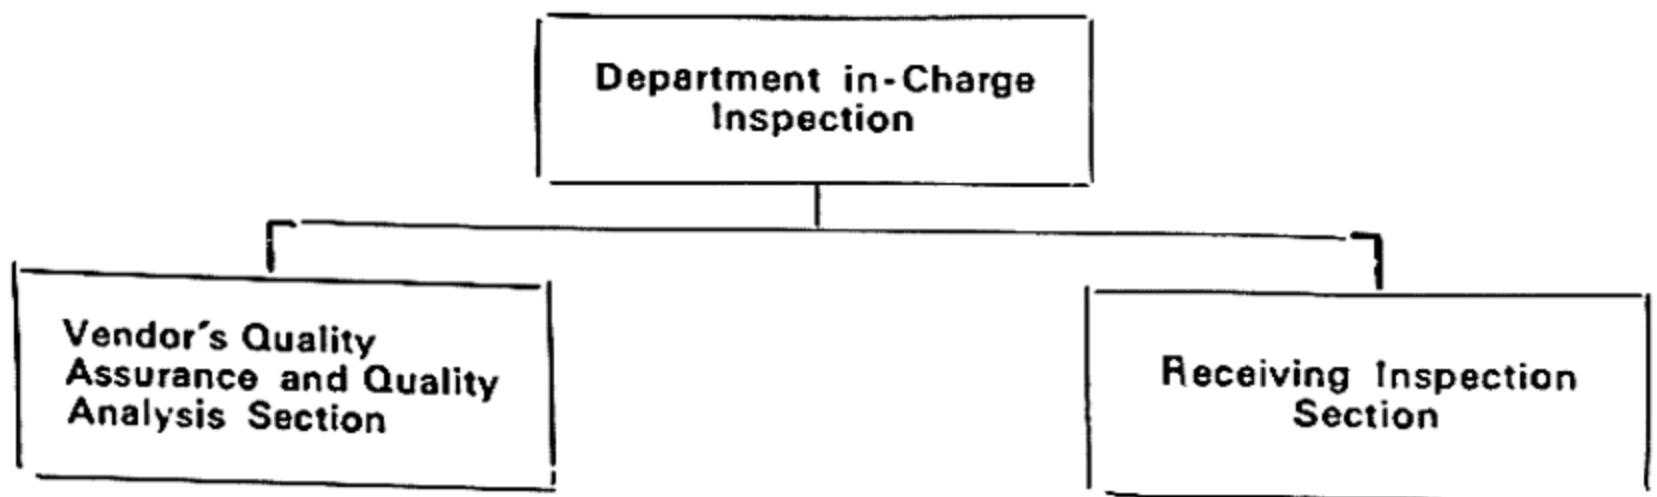 Department in-Charge
Inspection
Vendor's Quality
Assurance and Quality
Analysis Section
Receiving Inspection
Section